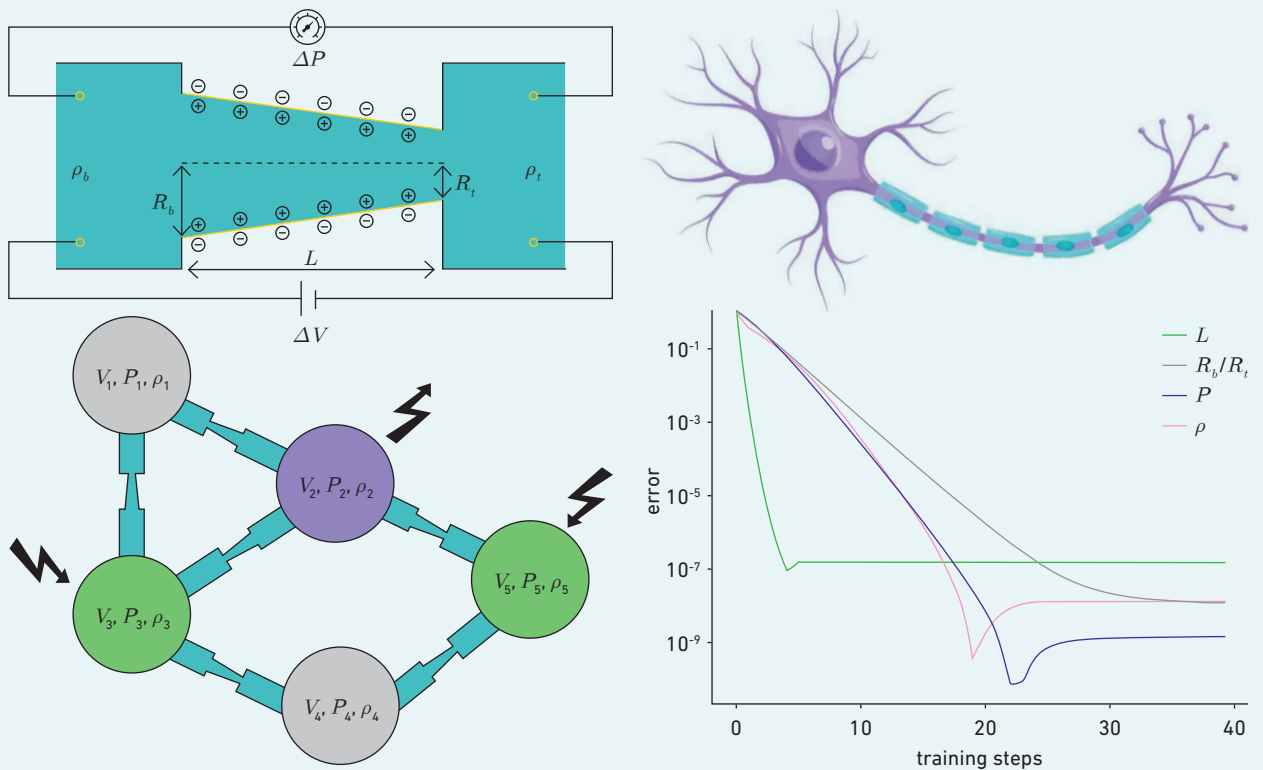 ΔP
ρb
Rb
Rt
ρt
L
ΔV
V1, P1, ρ1
V2, P2, ρ2
V3, P3, ρ3
V4, P4, ρ4
V5, P5, ρ5
L
Rb/Rt
P
ρ
10-1
10-3
10-5
10-7
10-9
error
0 10 20 30 40
training steps